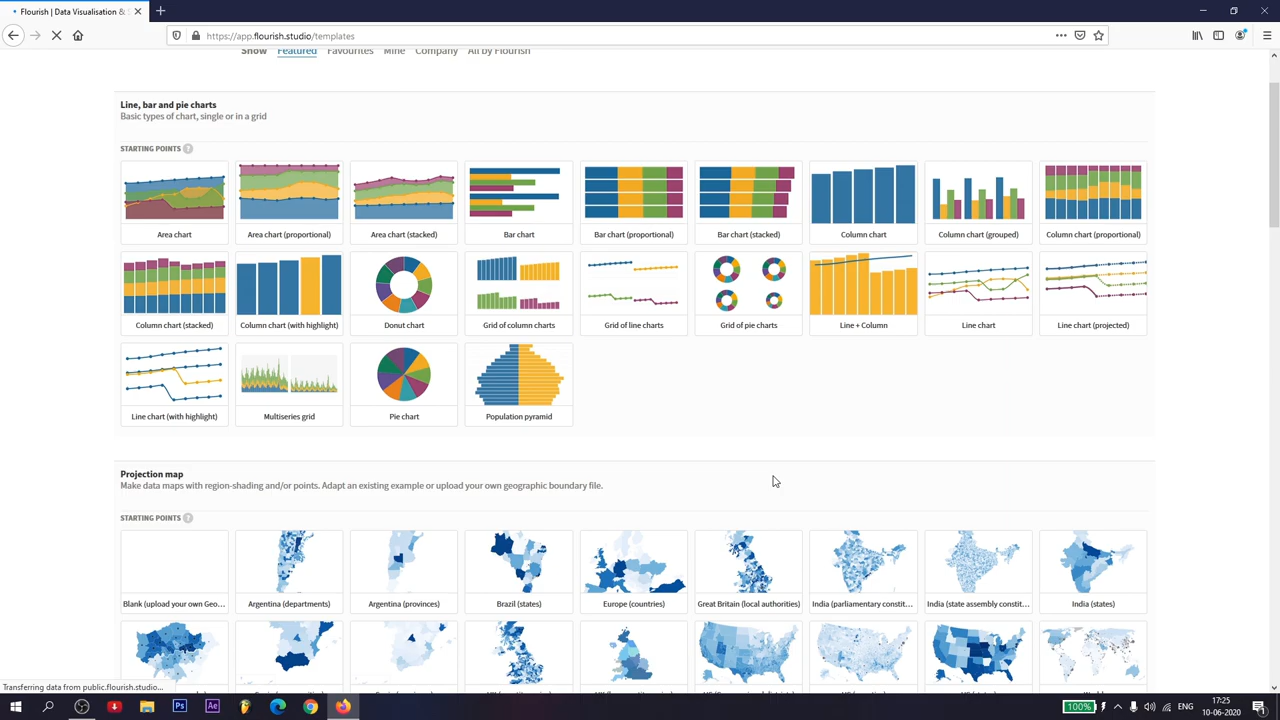 Flourish | Data Visualisation & S
https://app.flourish.studio/templates
Show Featured Favourites Mine Company All by Flourish
Line, bar and pie charts
Basic types of chart, single or in a grid
STARTING POINTS ?
Area chart Area chart (proportional) Area chart (stacked) Bar chart Bar chart (proportional) Bar chart (stacked) Column chart Column chart (grouped) Column chart (proportional)
Column chart (stacked) Column chart (with highlight) Donut chart Grid of column charts Grid of line charts Grid of pie charts Line + Column Line chart Line chart (projected)
Line chart (with highlight) Multiseries grid Pie chart Population pyramid
Projection map
Make data maps with region-shading and/or points. Adapt an existing example or upload your own geographic boundary file.
STARTING POINTS ?
Blank (upload your own Geo... Argentina (departments) Argentina (provinces) Brazil (states) Europe (countries) Great Britain (local authorities) India (parliamentary constit... India (state assembly constit... India (states)
Transferring data from public.flourish.studio...
Ps Ae 100% ENG 17:25
10-06-2020 1